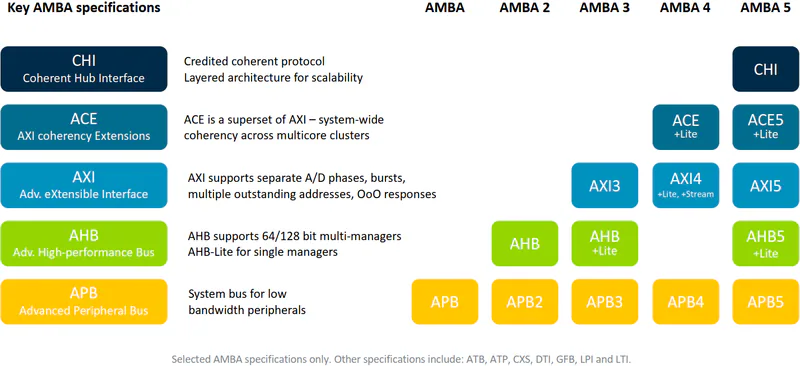 Key AMBA specifications
AMBA
AMBA 2
AMBA 3
AMBA 4
AMBA 5
CHI
Coherent Hub Interface
Credited coherent protocol
Layered architecture for scalability
CHI
ACE
AXI coherency Extensions
ACE is a superset of AXI – system-wide
coherency across multicore clusters
ACE
+Lite
ACE5
+Lite
AXI
Adv. eXtensible Interface
AXI supports separate A/D phases, bursts,
multiple outstanding addresses, OoO responses
AXI3
AXI4
+Lite, +Stream
AXI5
AHB
Adv. High-performance Bus
AHB supports 64/128 bit multi-managers
AHB-Lite for single managers
AHB
AHB
+Lite
AHB5
+Lite
APB
Advanced Peripheral Bus
System bus for low
bandwidth peripherals
APB
APB2
APB3
APB4
APB5
Selected AMBA specifications only. Other specifications include: ATB, ATP, CXS, DTI, GFB, LPI and LTI.